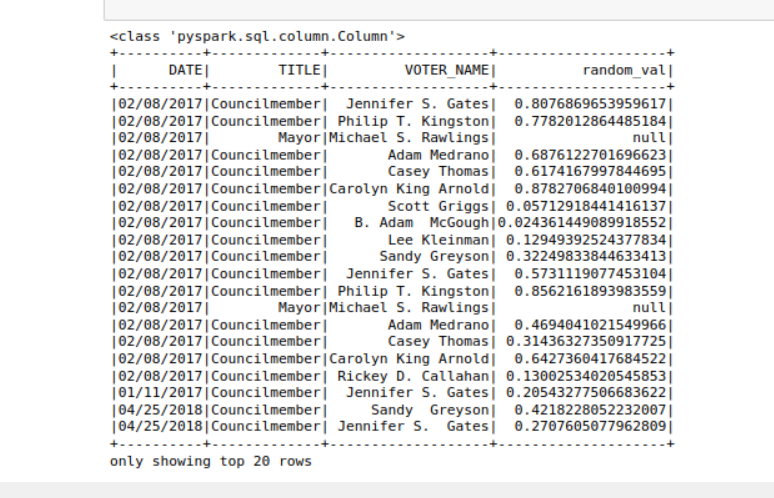 <class 'pyspark.sql.column.Column'>
+----------+-------------+-------------------+--------------------+
|      DATE|        TITLE|         VOTER_NAME|          random_val|
+----------+-------------+-------------------+--------------------+
|02/08/2017|Councilmember|  Jennifer S. Gates|  0.8076869653959617|
|02/08/2017|Councilmember| Philip T. Kingston|  0.7782012864485184|
|02/08/2017|        Mayor|Michael S. Rawlings|                null|
|02/08/2017|Councilmember|       Adam Medrano|  0.6876122701696623|
|02/08/2017|Councilmember|       Casey Thomas|  0.6174167997844695|
|02/08/2017|Councilmember|Carolyn King Arnold|  0.8782706840100994|
|02/08/2017|Councilmember|       Scott Griggs| 0.05712918441416137|
|02/08/2017|Councilmember|   B. Adam  McGough|0.024361449089918552|
|02/08/2017|Councilmember|       Lee Kleinman| 0.12949392524377834|
|02/08/2017|Councilmember|      Sandy Greyson| 0.32249833844633413|
|02/08/2017|Councilmember|  Jennifer S. Gates|  0.5731119077453104|
|02/08/2017|Councilmember| Philip T. Kingston|  0.8562161893983559|
|02/08/2017|        Mayor|Michael S. Rawlings|                null|
|02/08/2017|Councilmember|       Adam Medrano|  0.4694041021549966|
|02/08/2017|Councilmember|       Casey Thomas| 0.31436327350917725|
|02/08/2017|Councilmember|Carolyn King Arnold|  0.6427360417684522|
|02/08/2017|Councilmember| Rickey D. Callahan| 0.13002534020545853|
|01/11/2017|Councilmember|  Jennifer S. Gates| 0.20543277506683622|
|04/25/2018|Councilmember|     Sandy  Greyson|  0.4218228052232007|
|04/25/2018|Councilmember| Jennifer S.  Gates|  0.2707605077962809|
+----------+-------------+-------------------+--------------------+
only showing top 20 rows